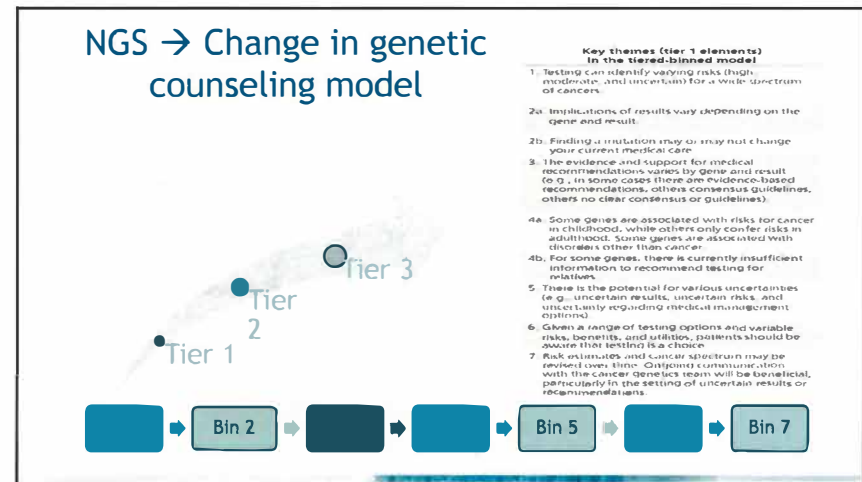 NGS → Change in genetic
counseling model
Key themes (tier 1 elements)
in the tiered-binned model
1. Testing can identify varying risks (high,
moderate, and uncertain) for a wide spectrum
of cancers.
2a. Implications of results vary depending on the
gene and result.
2b. Finding a mutation may or may not change
your current medical care
3. The evidence and support for medical
recommendations varies by gene and result
(e.g., in some cases there are evidence-based
recommendations, others consensus guidelines,
others no clear consensus or guidelines)
4a. Some genes are associated with risks for cancer
in childhood, while others only confer risks in
adulthood. Some genes are associated with
disorders other than cancer.
4b. For some genes, there is currently insufficient
information to recommend testing for
relatives.
5. There is the potential for various uncertainties
(e.g., uncertain results, uncertain risks, and
uncertainty regarding medical management
options)
6. Given a range of testing options and variable
risks, benefits, and utilities, patients should be
aware that testing is a choice
7. Risk estimates and cancer spectrum may be
revised over time. Ongoing communication
with the cancer genetics team will be beneficial,
particularly in the setting of uncertain results or
recommendations.
Tier 3
Tier
2
Tier 1
Bin 2
Bin 5
Bin 7